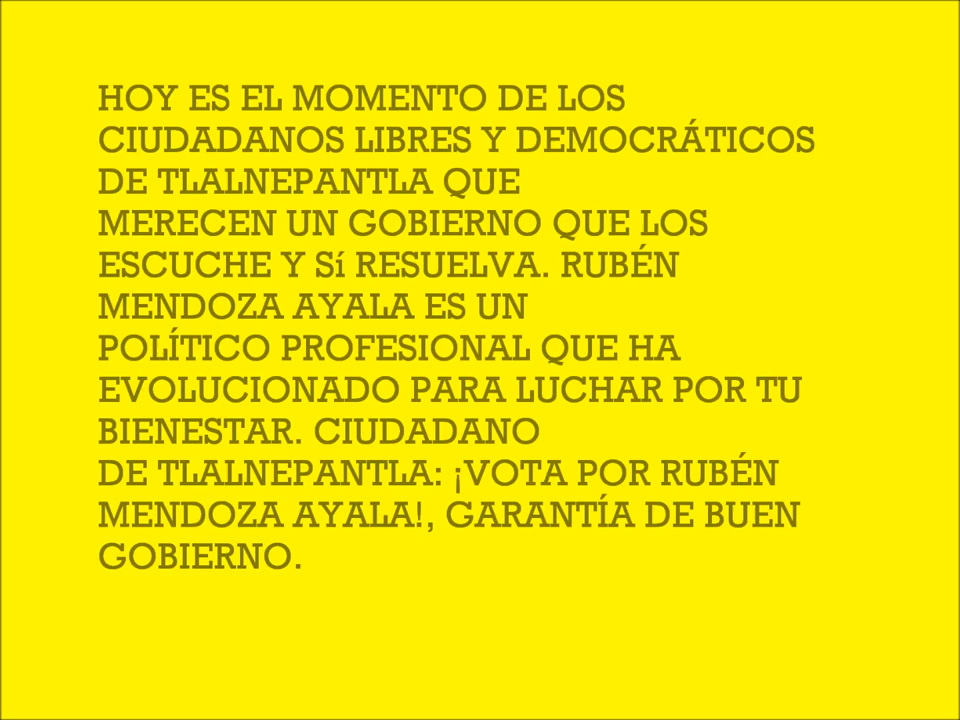 HOY ES EL MOMENTO DE LOS
CIUDADANOS LIBRES Y DEMOCRÁTICOS
DE TLALNEPANTLA QUE
MERECEN UN GOBIERNO QUE LOS
ESCUCHE Y Sí RESUELVA. RUBÉN
MENDOZA AYALA ES UN
POLÍTICO PROFESIONAL QUE HA
EVOLUCIONADO PARA LUCHAR POR TU
BIENESTAR. CIUDADANO
DE TLALNEPANTLA: ¡VOTA POR RUBÉN
MENDOZA AYALA!, GARANTÍA DE BUEN
GOBIERNO.